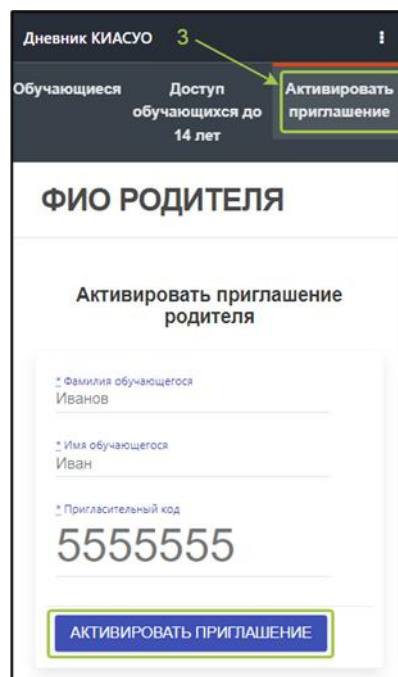 Дневник КИАСУО 3
Обучающиеся
Доступ
обучающихся до
14 лет
Активировать
приглашение
ФИО РОДИТЕЛЯ
Активировать приглашение
родителя
* Фамилия обучающегося
Иванов
* Имя обучающегося
Иван
* Пригласительный код
5555555
АКТИВИРОВАТЬ ПРИГЛАШЕНИЕ